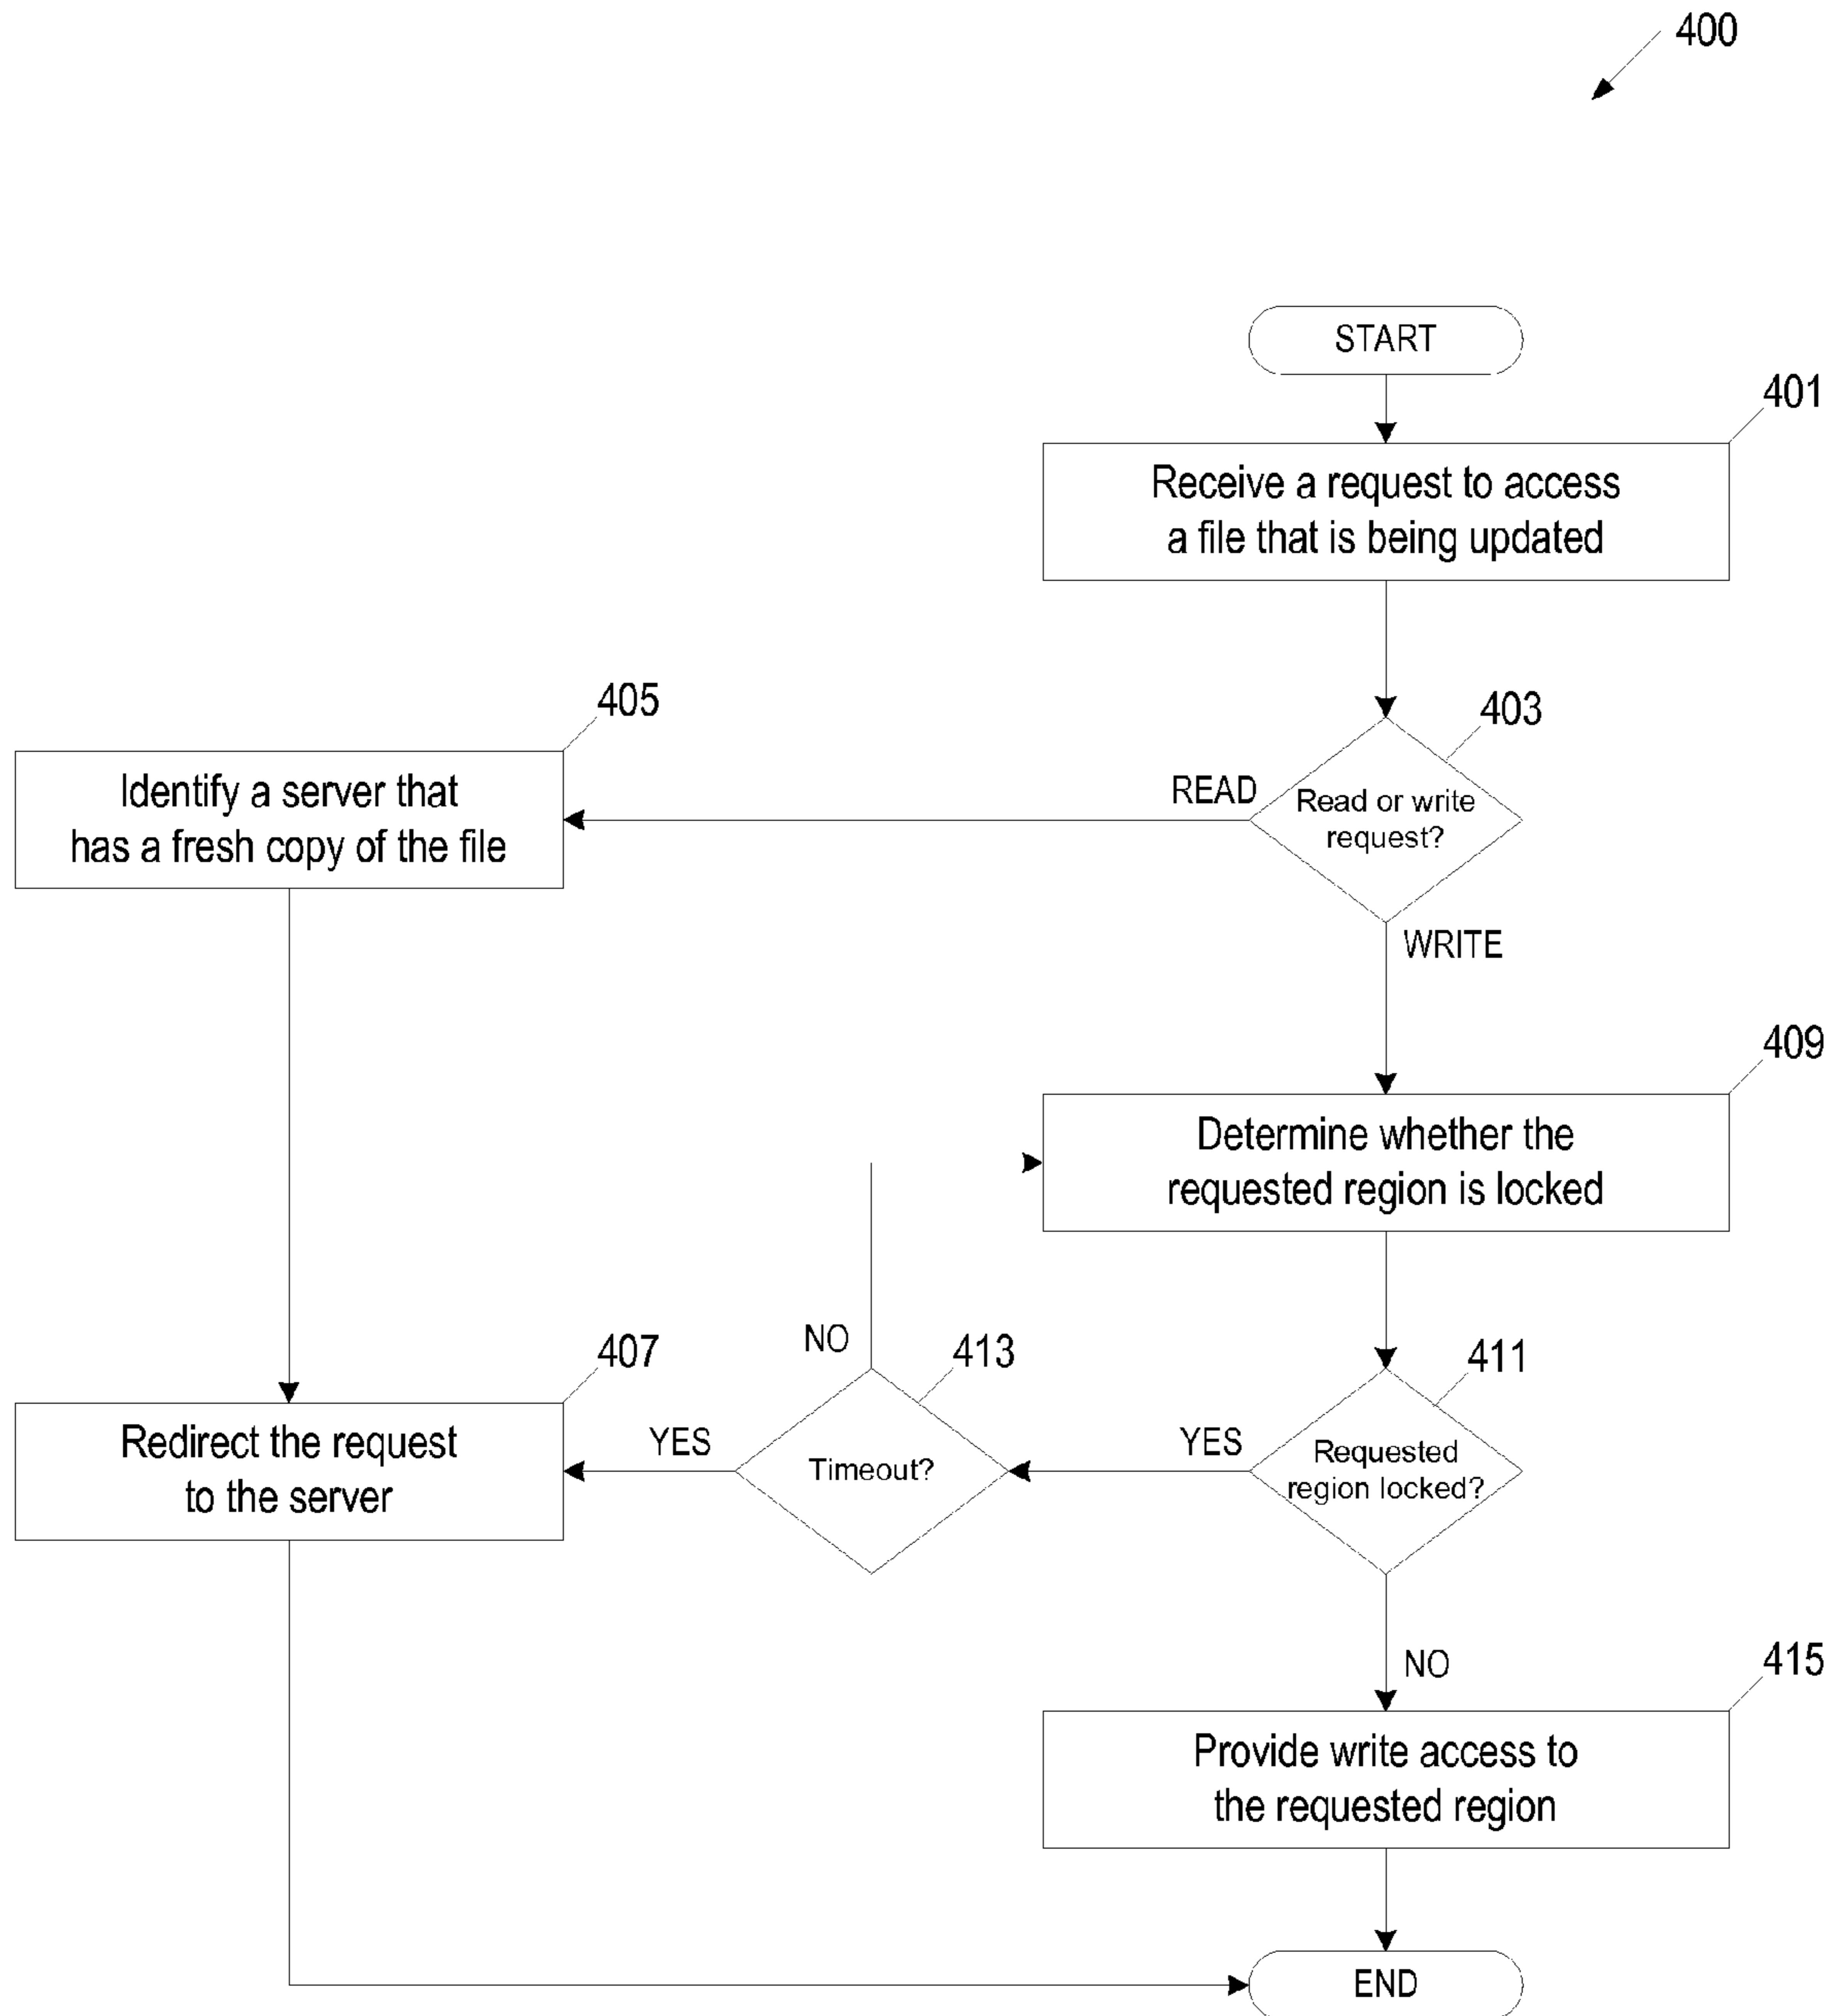 400
START
401
Receive a request to access
a file that is being updated
405
403
Identify a server that
has a fresh copy of the file
READ
Read or write
request?
WRITE
409
Determine whether the
requested region is locked
407
NO
413
411
Redirect the request
to the server
YES
Timeout?
YES
Requested
region locked?
NO
415
Provide write access to
the requested region
END